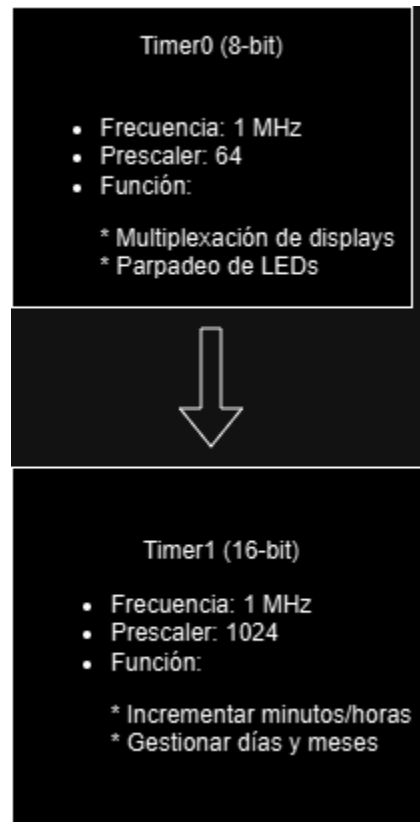 Timer0 (8-bit)
• Frecuencia: 1 MHz
• Prescaler: 64
• Función:
* Multiplexación de displays
* Parpadeo de LEDs
Timer1 (16-bit)
• Frecuencia: 1 MHz
• Prescaler: 1024
• Función:
* Incrementar minutos/horas
* Gestionar días y meses